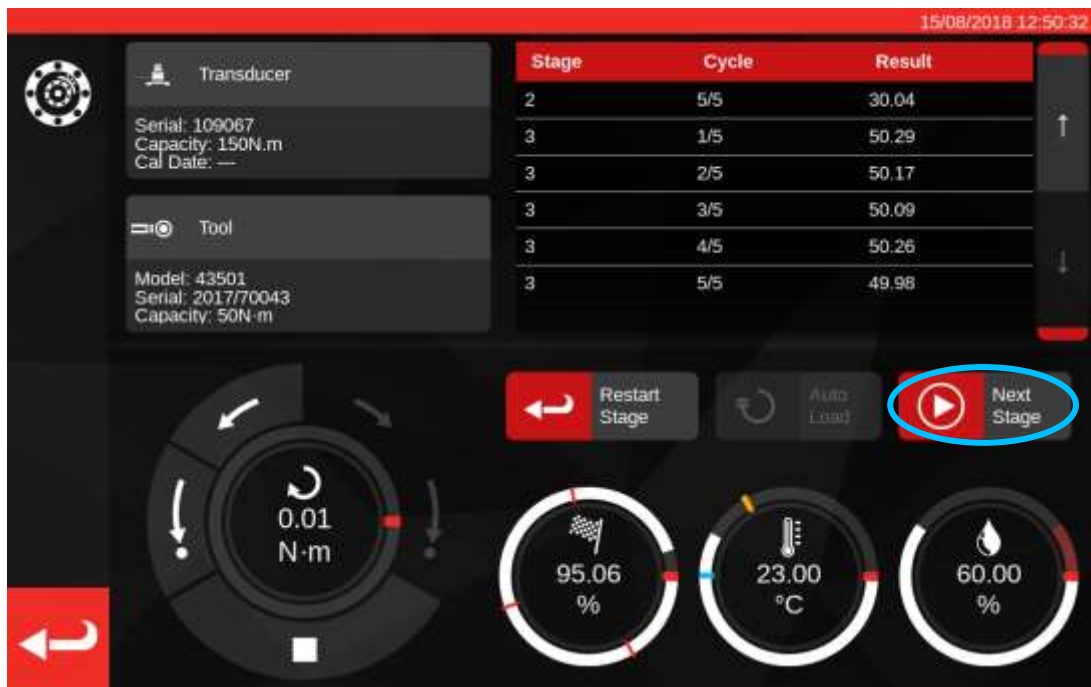 15/08/2018 12:50:32
Transducer
Serial: 109067
Capacity: 150N.m
Cal Date: ---
Tool
Model: 43501
Serial: 2017/70043
Capacity: 50N·m
Stage Cycle Result
2 5/5 30.04
3 1/5 50.29
3 2/5 50.17
3 3/5 50.09
3 4/5 50.26
3 5/5 49.98
Restart
Stage
Auto
Load
Next
Stage
0.01
N·m
95.06
%
23.00
°C
60.00
%